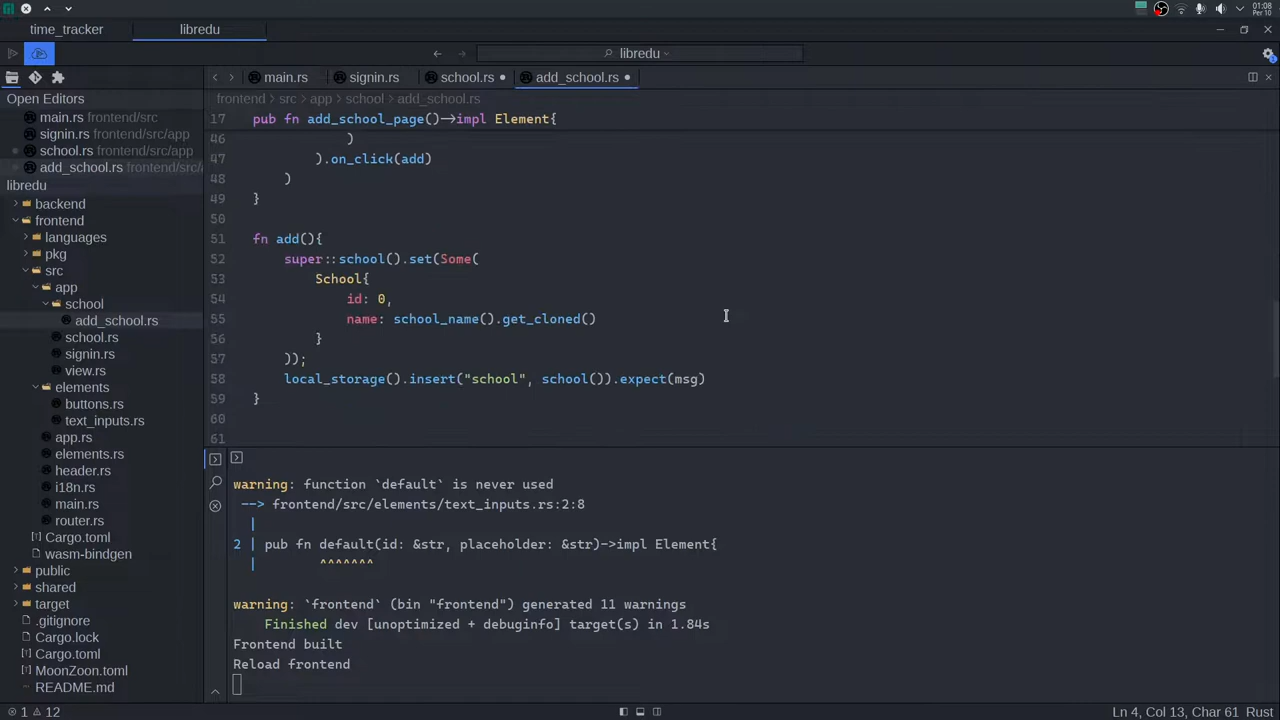 01:08
Per 10
time_tracker
libredu
libredu
main.rs
signin.rs
school.rs
add_school.rs
Open Editors
main.rs frontend/src
signin.rs frontend/src/app
school.rs frontend/src/app
add_school.rs frontend/src/a
libredu
backend
frontend
languages
pkg
src
app
school
add_school.rs
school.rs
signin.rs
view.rs
elements
buttons.rs
text_inputs.rs
app.rs
elements.rs
header.rs
i18n.rs
main.rs
router.rs
Cargo.toml
wasm-bindgen
public
shared
target
.gitignore
Cargo.lock
Cargo.toml
MoonZoon.toml
README.md
frontend › src › app › school › add_school.rs
17 pub fn add_school_page()->impl Element{
46 )
47 ).on_click(add)
48 )
49 }
50
51 fn add(){
52 super::school().set(Some(
53 School{
54 id: 0,
55 name: school_name().get_cloned()
56 }
57 ));
58 local_storage().insert("school", school()).expect(msg)
59 }
60
61
warning: function `default` is never used
--> frontend/src/elements/text_inputs.rs:2:8
|
2 | pub fn default(id: &str, placeholder: &str)->impl Element{
| ^^^^^^^
warning: `frontend` (bin "frontend") generated 11 warnings
Finished dev [unoptimized + debuginfo] target(s) in 1.84s
Frontend built
Reload frontend
1 12
Ln 4, Col 13, Char 61 Rust